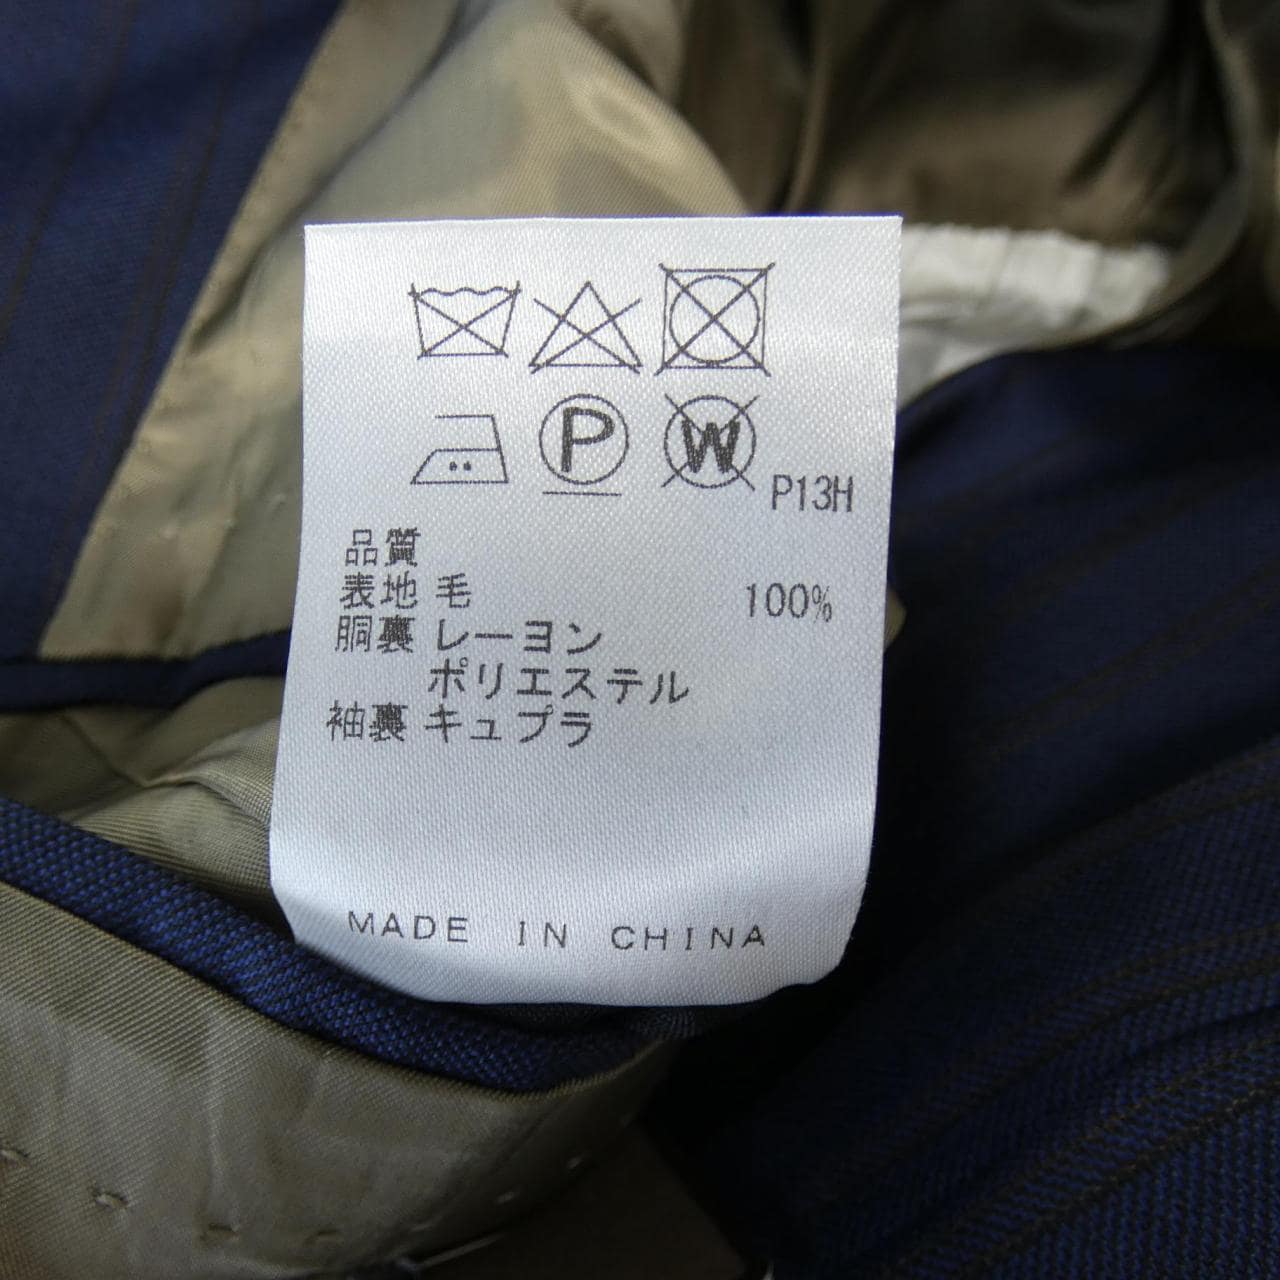 P
W
P13H
品質
表地 毛 100%
胴裏 レーヨン
ポリエステル
袖裏 キュプラ
MADE IN CHINA